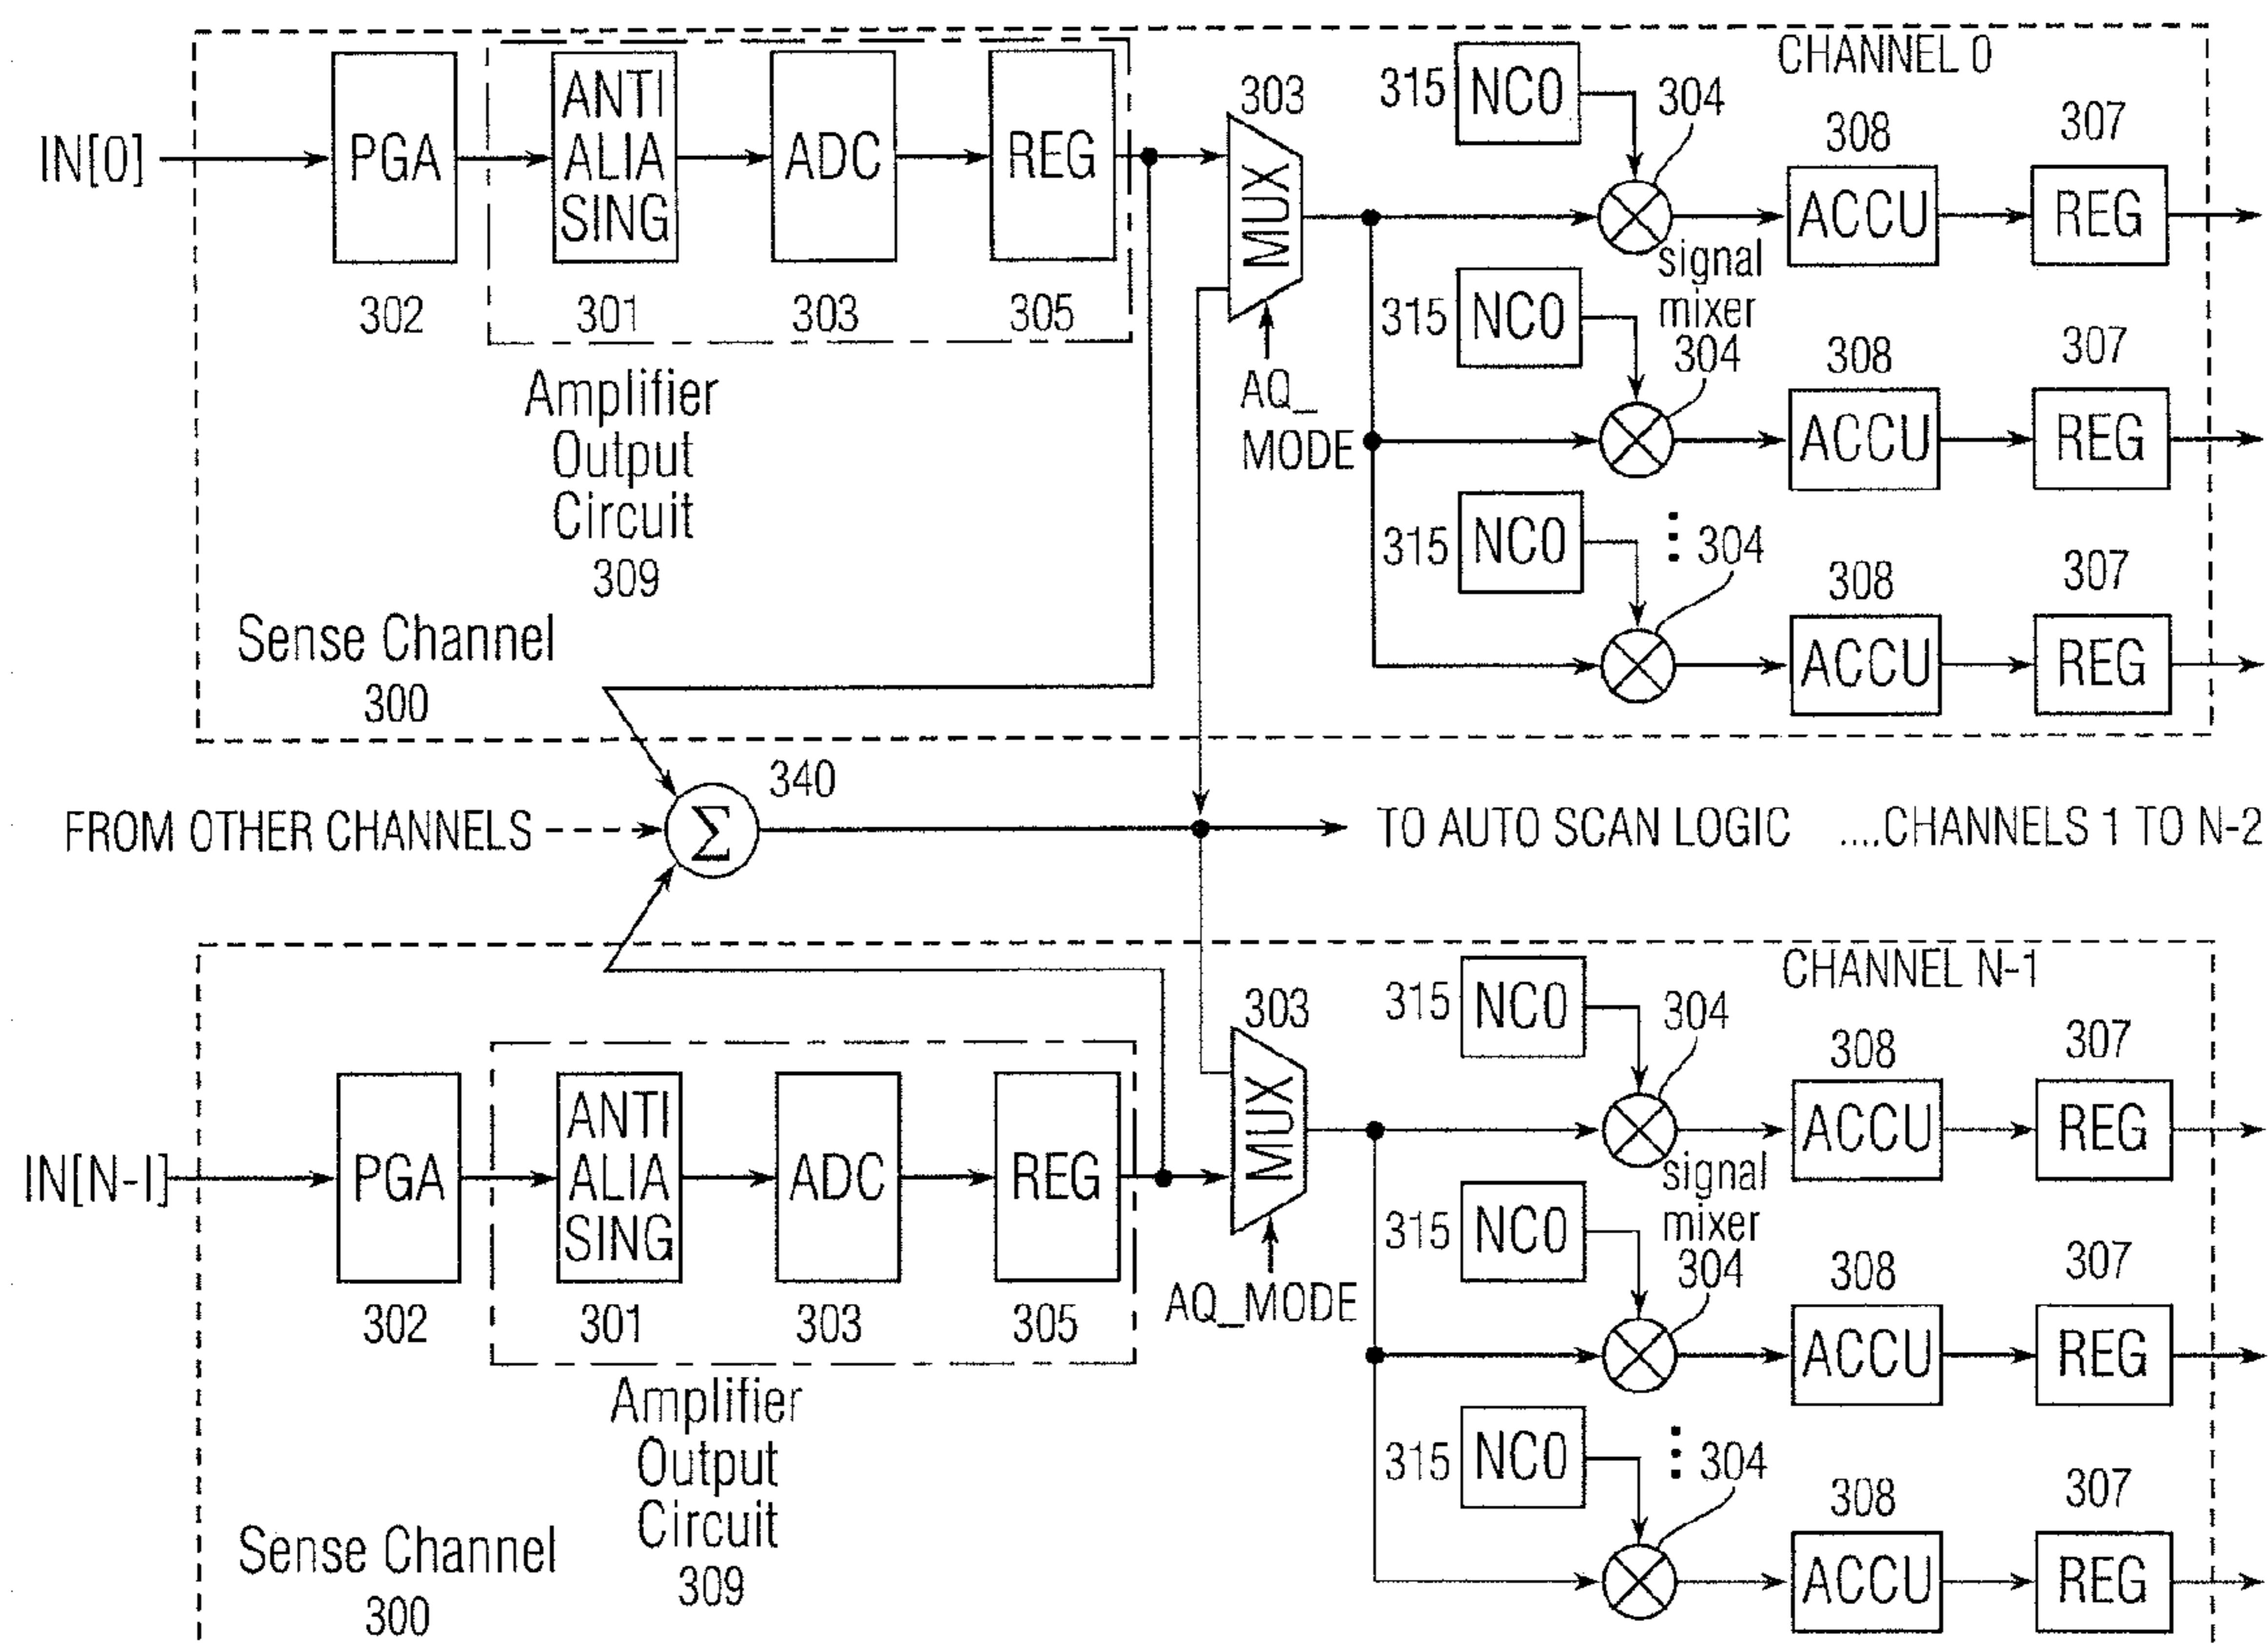 CHANNEL 0
IN[0]
PGA
302
ANTI
ALIA
SING
301
ADC
303
REG
305
Amplifier
Output
Circuit
309
Sense Channel
300
303
MUX
AQ_
MODE
315
NCO
304
signal
mixer
308
ACCU
307
REG
315
NCO
304
308
ACCU
307
REG
315
NCO
304
308
ACCU
307
REG
FROM OTHER CHANNELS
Σ
340
TO AUTO SCAN LOGIC ....CHANNELS 1 TO N-2
CHANNEL N-1
IN[N-I]
PGA
302
ANTI
ALIA
SING
301
ADC
303
REG
305
Amplifier
Output
Circuit
309
Sense Channel
300
303
MUX
AQ_MODE
315
NCO
304
signal
mixer
308
ACCU
307
REG
315
NCO
304
308
ACCU
307
REG
315
NCO
304
308
ACCU
307
REG